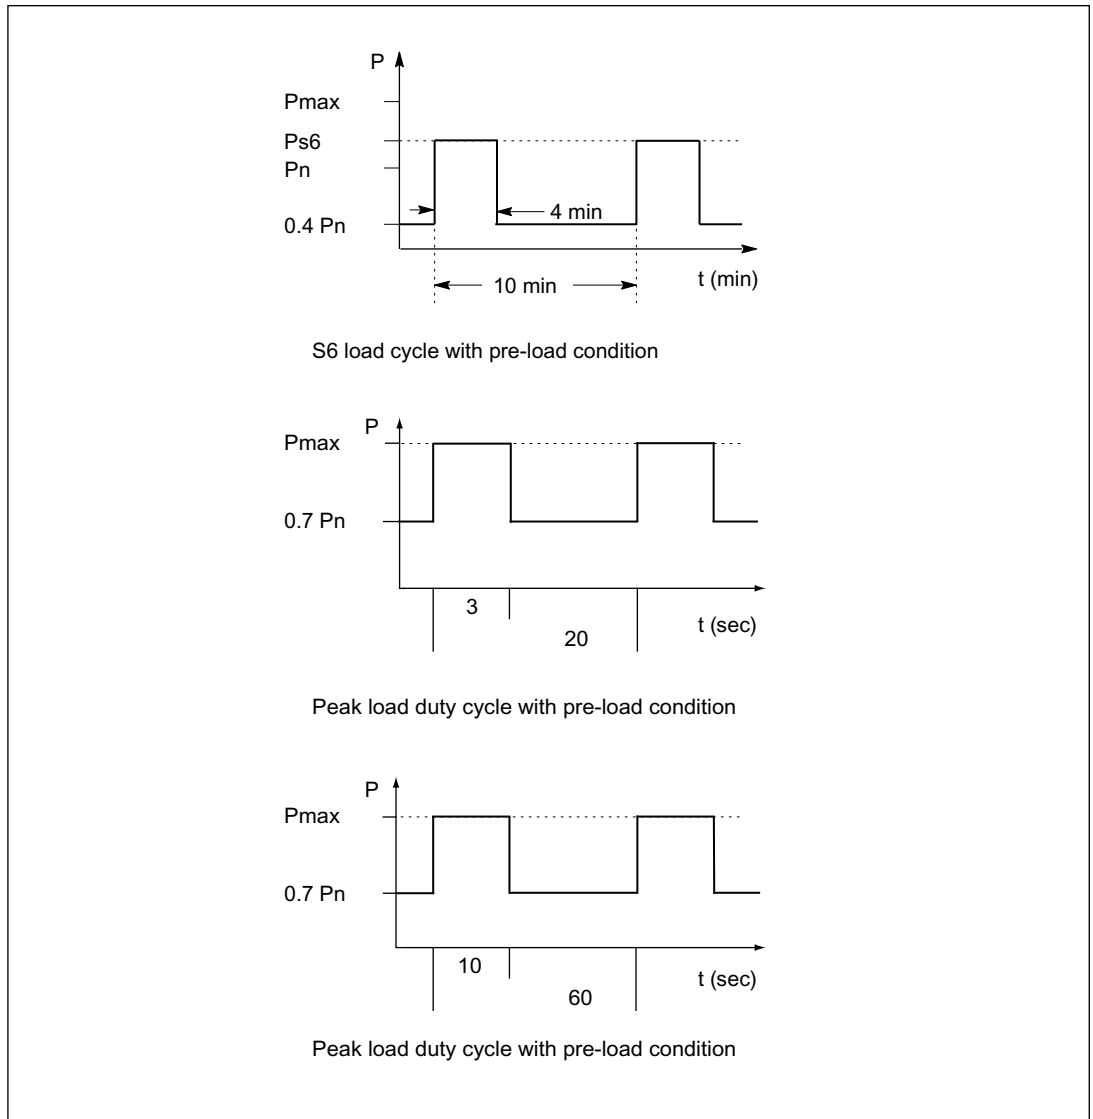 P
Pmax
Ps6
Pn
0.4 Pn
4 min
10 min
t (min)
S6 load cycle with pre-load condition
P
Pmax
0.7 Pn
3
20
t (sec)
Peak load duty cycle with pre-load condition
P
Pmax
0.7 Pn
10
60
t (sec)
Peak load duty cycle with pre-load condition